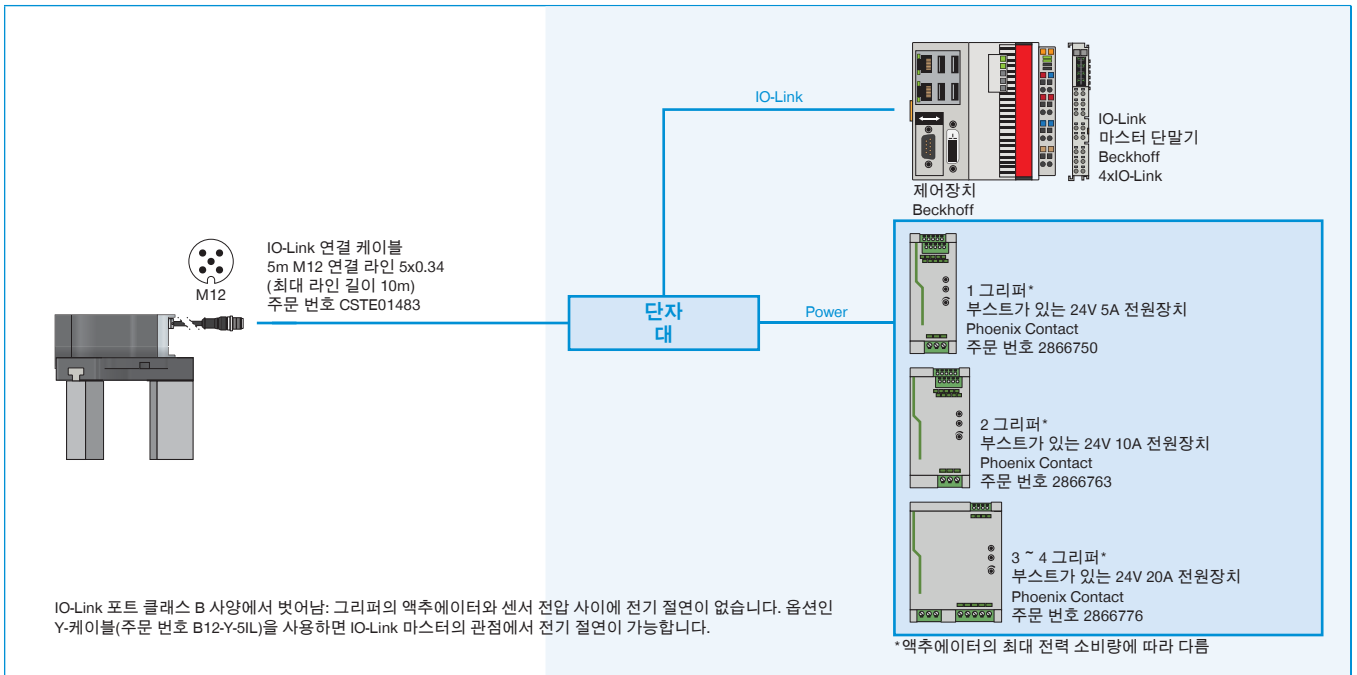 IO-Link
IO-Link
마스터 단말기
Beckhoff
4xIO-Link
제어장치
Beckhoff
M12
IO-Link 연결 케이블
5m M12 연결 라인 5x0.34
(최대 라인 길이 10m)
주문 번호 CSTE01483
단자
대
Power
1 그리퍼*
부스트가 있는 24V 5A 전원장치
Phoenix Contact
주문 번호 2866750
2 그리퍼*
부스트가 있는 24V 10A 전원장치
Phoenix Contact
주문 번호 2866763
3 ~ 4 그리퍼*
부스트가 있는 24V 20A 전원장치
Phoenix Contact
주문 번호 2866776
*액추에이터의 최대 전력 소비량에 따라 다름
IO-Link 포트 클래스 B 사양에서 벗어남: 그리퍼의 액추에이터와 센서 전압 사이에 전기 절연이 없습니다. 옵션인
Y-케이블(주문 번호 B12-Y-5IL)을 사용하면 IO-Link 마스터의 관점에서 전기 절연이 가능합니다.